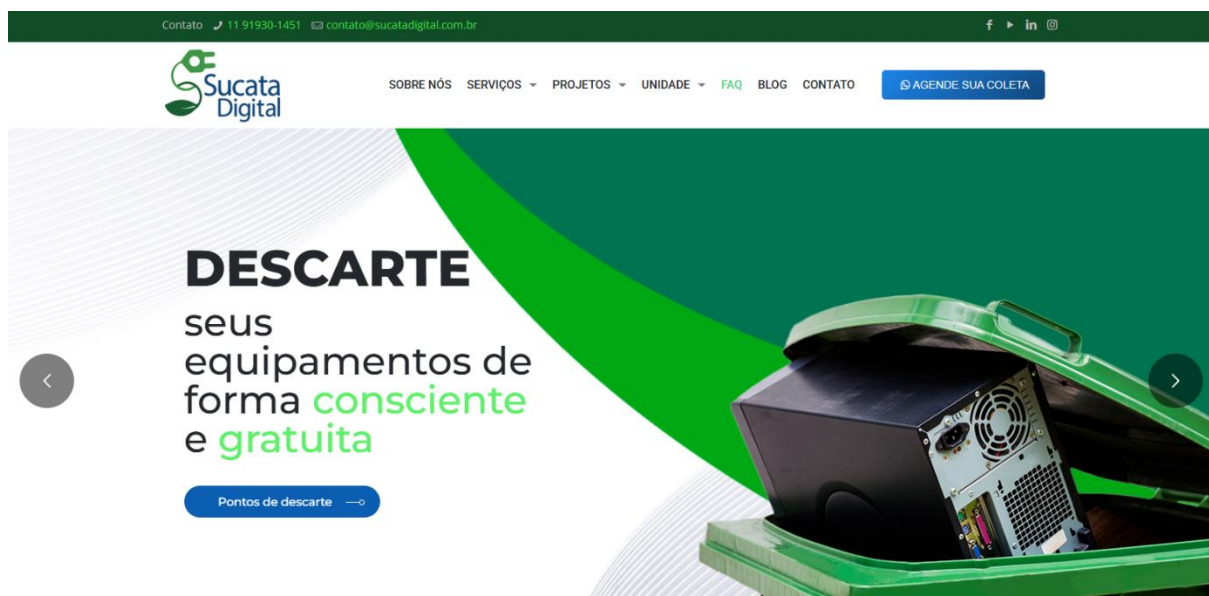 Contato 11 91930-1451 contato@sucatadigital.com.br
Sucata
Digital
SOBRE NÓS SERVIÇOS PROJETOS UNIDADE FAQ BLOG CONTATO AGENDE SUA COLETA
DESCARTE
seus
equipamentos de
forma consciente
e gratuita
Pontos de descarte